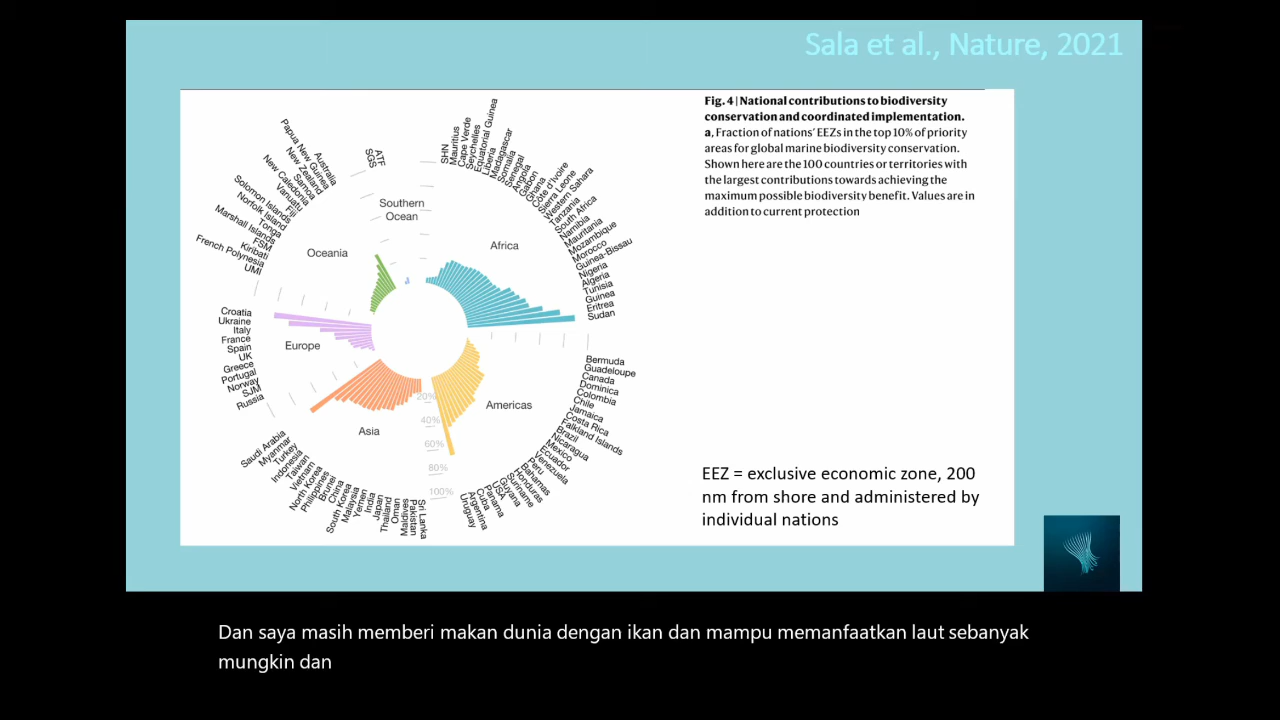 Sala et al., Nature, 2021
Fig. 4 | National contributions to biodiversity
conservation and coordinated implementation.
a, Fraction of nations' EEZs in the top 10% of priority
areas for global marine biodiversity conservation.
Shown here are the 100 countries or territories with
the largest contributions towards achieving the
maximum possible biodiversity benefit. Values are in
addition to current protection
Southern
Ocean
ATF
SGS
Africa
SHN
Mauritius
Cape Verde
Seychelles
Equatorial Guinea
Liberia
Madagascar
Somalia
Senegal
Angola
Gabon
Ghana
Côte d'Ivoire
Sierra Leone
Western Sahara
Tanzania
South Africa
Namibia
Mauritania
Mozambique
Morocco
Guinea-Bissau
Nigeria
Algeria
Tunisia
Guinea
Eritrea
Sudan
Americas
Bermuda
Guadeloupe
Canada
Dominica
Colombia
Chile
Jamaica
Costa Rica
Falkland Islands
Brazil
Nicaragua
Mexico
Ecuador
Venezuela
Peru
Bahamas
Honduras
Suriname
Guyana
USA
Panama
Cuba
Argentina
Uruguay
20%
40%
60%
80%
100%
Asia
Sri Lanka
Pakistan
Maldives
Oman
Thailand
Japan
India
Yemen
Malaysia
South Korea
China
Brunei
Philippines
North Korea
Vietnam
Taiwan
Indonesia
Turkey
Myanmar
Saudi Arabia
Europe
Russia
SJM
Norway
Portugal
Greece
UK
Spain
France
Italy
Ukraine
Croatia
Oceania
UMI
French Polynesia
Kiribati
FSM
Marshall Islands
Tonga
Norfolk Island
Solomon Islands
Fiji
Vanuatu
New Caledonia
Samoa
New Zealand
Papua New Guinea
Australia
EEZ = exclusive economic zone, 200
nm from shore and administered by
individual nations
Dan saya masih memberi makan dunia dengan ikan dan mampu memanfaatkan laut sebanyak
mungkin dan